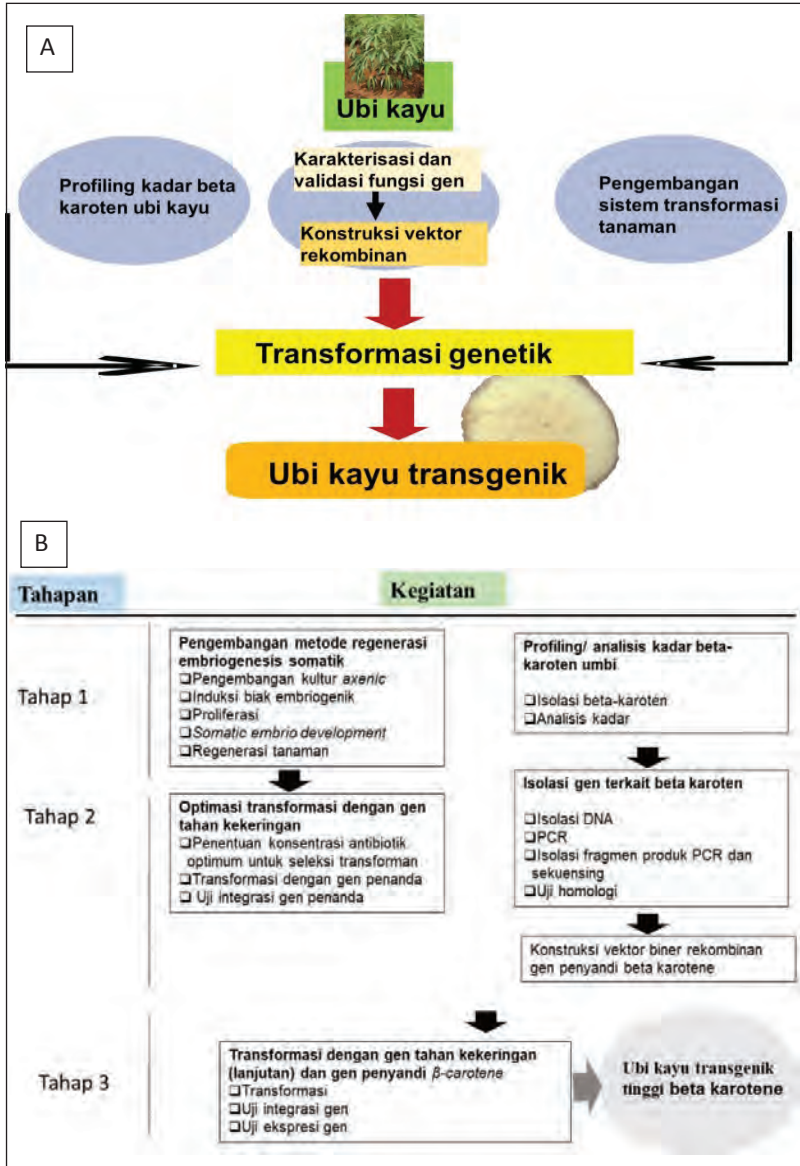 A
Ubi kayu
Profiling kadar beta
karoten ubi kayu
Karakterisasi dan
validasi fungsi gen
Konstruksi vektor
rekombinan
Pengembangan
sistem transformasi
tanaman
Transformasi genetik
Ubi kayu transgenik
B
Tahapan
Kegiatan
Tahap 1
Pengembangan metode regenerasi
embriogenesis somatik
❑Pengembangan kultur axenic
❑Induksi biak embriogenik
❑Proliferasi
❑Somatic embrio development
❑Regenerasi tanaman
Profiling/ analisis kadar beta-
karoten umbi
❑Isolasi beta-karoten
❑Analisis kadar
Tahap 2
Optimasi transformasi dengan gen
tahan kekeringan
❑Penentuan konsentrasi antibiotik
optimum untuk seleksi transforman
❑Transformasi dengan gen penanda
❑Uji integrasi gen penanda
Isolasi gen terkait beta karoten
❑Isolasi DNA
❑PCR
❑Isolasi fragmen produk PCR dan
sekuensing
❑Uji homologi
Konstruksi vektor biner rekombinan
gen penyandi beta karotene
Tahap 3
Transformasi dengan gen tahan kekeringan
(lanjutan) dan gen penyandi β-carotene
❑Transformasi
❑Uji integrasi gen
❑Uji ekspresi gen
Ubi kayu transgenik
tinggi beta karotene